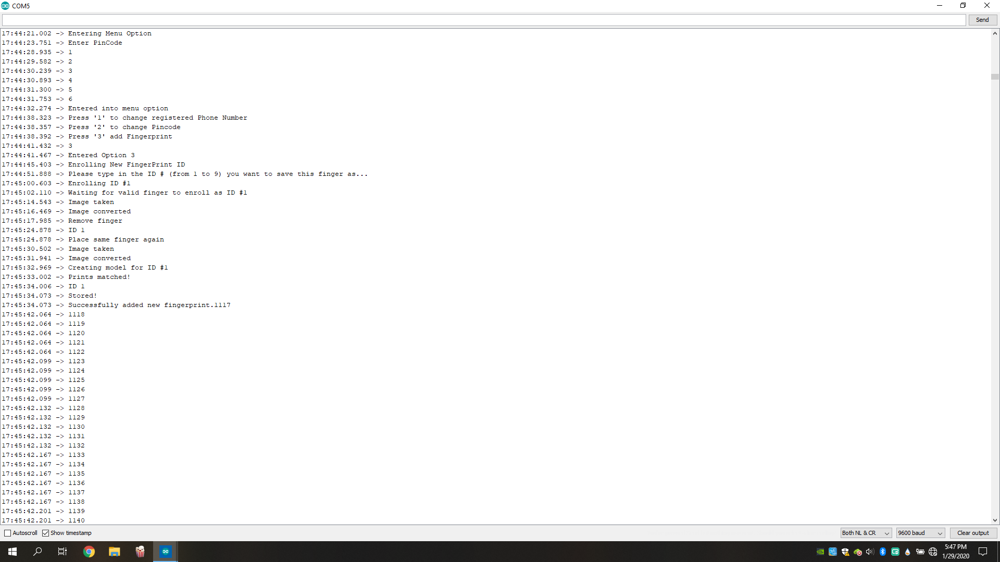 COM5
Send
17:44:21.002 -> Entering Menu Option
17:44:23.751 -> Enter PinCode
17:44:28.935 -> 1
17:44:29.582 -> 2
17:44:30.239 -> 3
17:44:30.893 -> 4
17:44:31.300 -> 5
17:44:31.753 -> 6
17:44:32.274 -> Entered into menu option
17:44:38.323 -> Press '1' to change registered Phone Number
17:44:38.357 -> Press '2' to change Pincode
17:44:38.392 -> Press '3' add Fingerprint
17:44:41.432 -> 3
17:44:41.467 -> Entered Option 3
17:44:45.403 -> Enrolling New FingerPrint ID
17:44:51.888 -> Please type in the ID # (from 1 to 9) you want to save this finger as...
17:45:00.603 -> Enrolling ID #1
17:45:02.110 -> Waiting for valid finger to enroll as ID #1
17:45:14.543 -> Image taken
17:45:16.469 -> Image converted
17:45:17.985 -> Remove finger
17:45:24.878 -> ID 1
17:45:24.878 -> Place same finger again
17:45:30.502 -> Image taken
17:45:31.941 -> Image converted
17:45:32.969 -> Creating model for ID #1
17:45:33.002 -> Prints matched!
17:45:34.006 -> ID 1
17:45:34.073 -> Stored!
17:45:34.073 -> Successfully added new fingerprint.1117
17:45:42.064 -> 1118
17:45:42.064 -> 1119
17:45:42.064 -> 1120
17:45:42.064 -> 1121
17:45:42.064 -> 1122
17:45:42.099 -> 1123
17:45:42.099 -> 1124
17:45:42.099 -> 1125
17:45:42.099 -> 1126
17:45:42.099 -> 1127
17:45:42.132 -> 1128
17:45:42.132 -> 1129
17:45:42.132 -> 1130
17:45:42.132 -> 1131
17:45:42.132 -> 1132
17:45:42.167 -> 1133
17:45:42.167 -> 1134
17:45:42.167 -> 1135
17:45:42.167 -> 1136
17:45:42.167 -> 1137
17:45:42.167 -> 1138
17:45:42.201 -> 1139
17:45:42.201 -> 1140
Autoscroll Show timestamp Both NL & CR 9600 baud Clear output
5:47 PM
1/29/2020